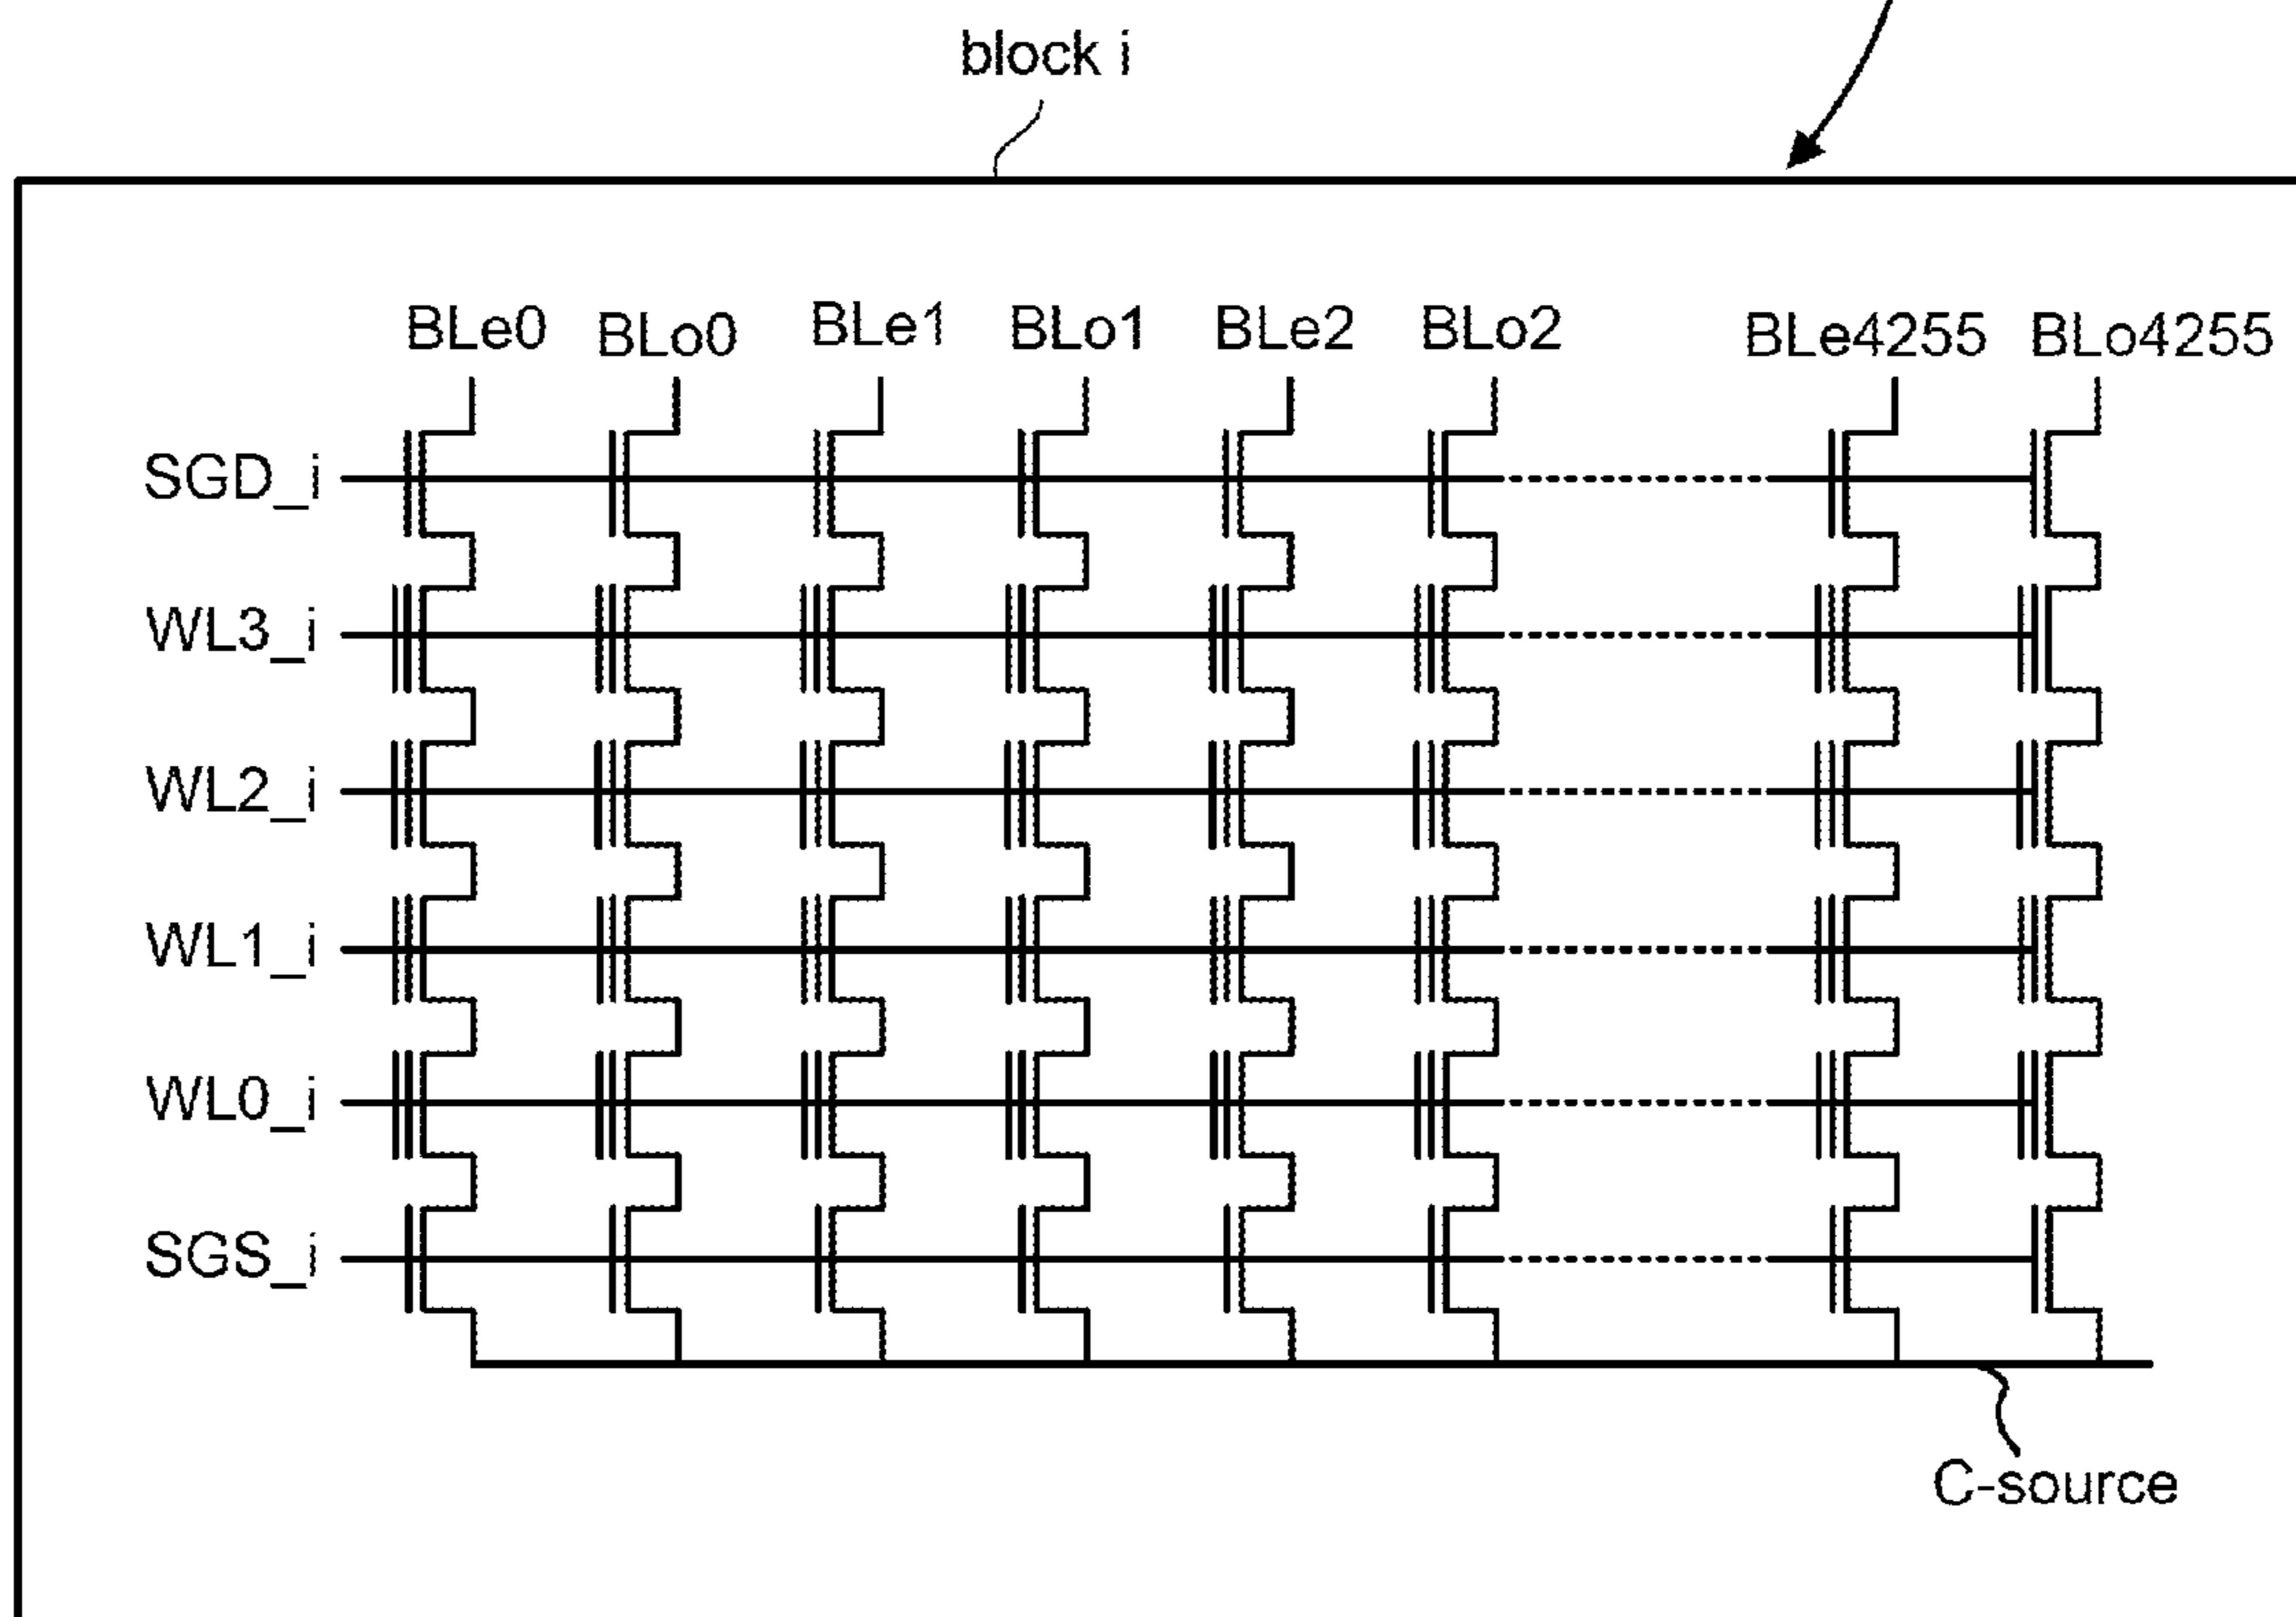 block i
BLe0 BLo0 BLe1 BLo1 BLe2 BLo2 BLe4255 BLo4255
SGD_i
WL3_i
WL2_i
WL1_i
WL0_i
SGS_i
C-source